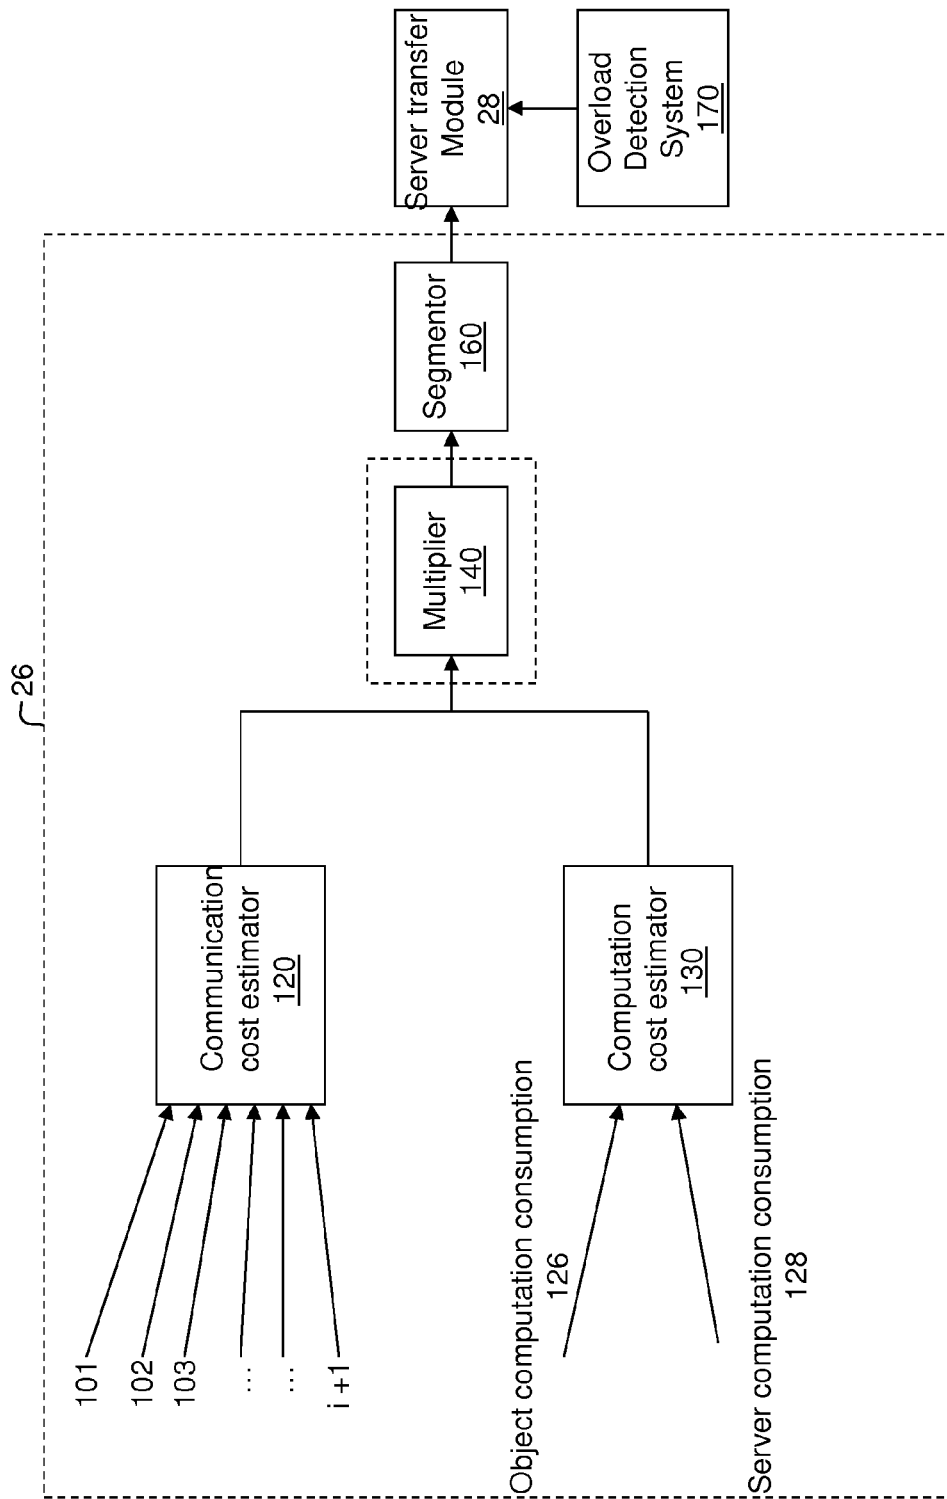 26
101
102
103
...
...
i +1
Communication
cost estimator
120
Object computation consumption
126
Server computation consumption
128
Computation
cost estimator
130
Multiplier
140
Segmentor
160
Server transfer
Module
28
Overload
Detection
System
170